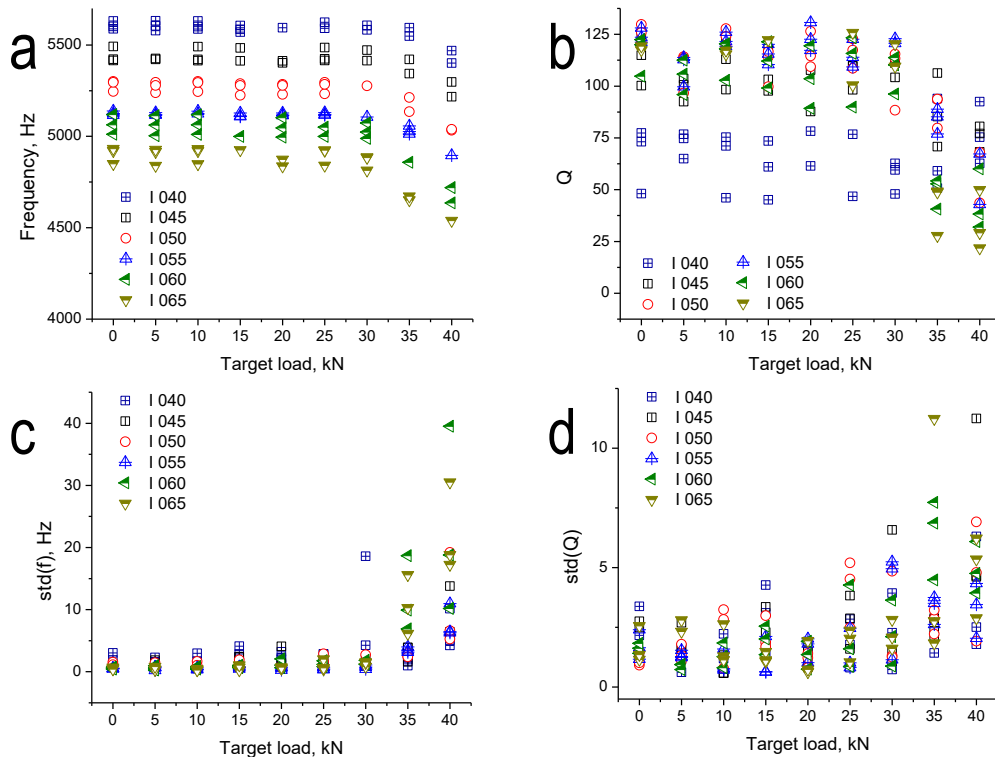 a
5500
5000
4500
4000
Frequency, Hz
I 040
I 045
I 050
I 055
I 060
I 065
0 5 10 15 20 25 30 35 40
Target load, kN
b
125
100
75
50
25
0
Q
I 040 I 055
I 045 I 060
I 050 I 065
0 5 10 15 20 25 30 35 40
Target load, kN
c
40
30
20
10
0
std(f), Hz
I 040
I 045
I 050
I 055
I 060
I 065
0 5 10 15 20 25 30 35 40
Target load, kN
d
10
5
0
std(Q)
I 040
I 045
I 050
I 055
I 060
I 065
0 5 10 15 20 25 30 35 40
Target load, kN